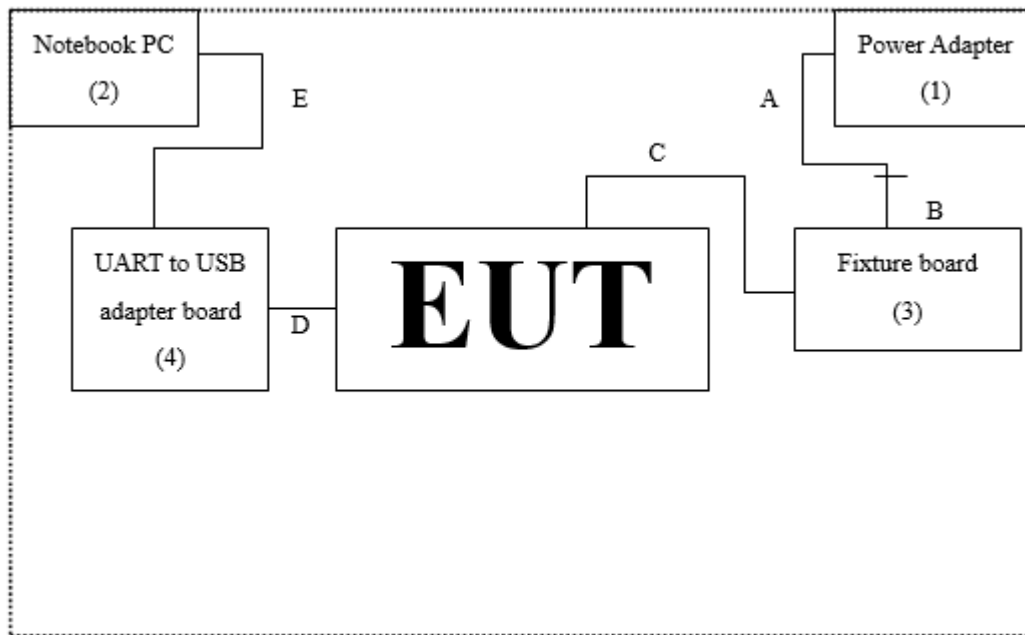 Notebook PC
(2)
E
Power Adapter
(1)
A
C
B
UART to USB
adapter board
(4)
D
EUT
Fixture board
(3)